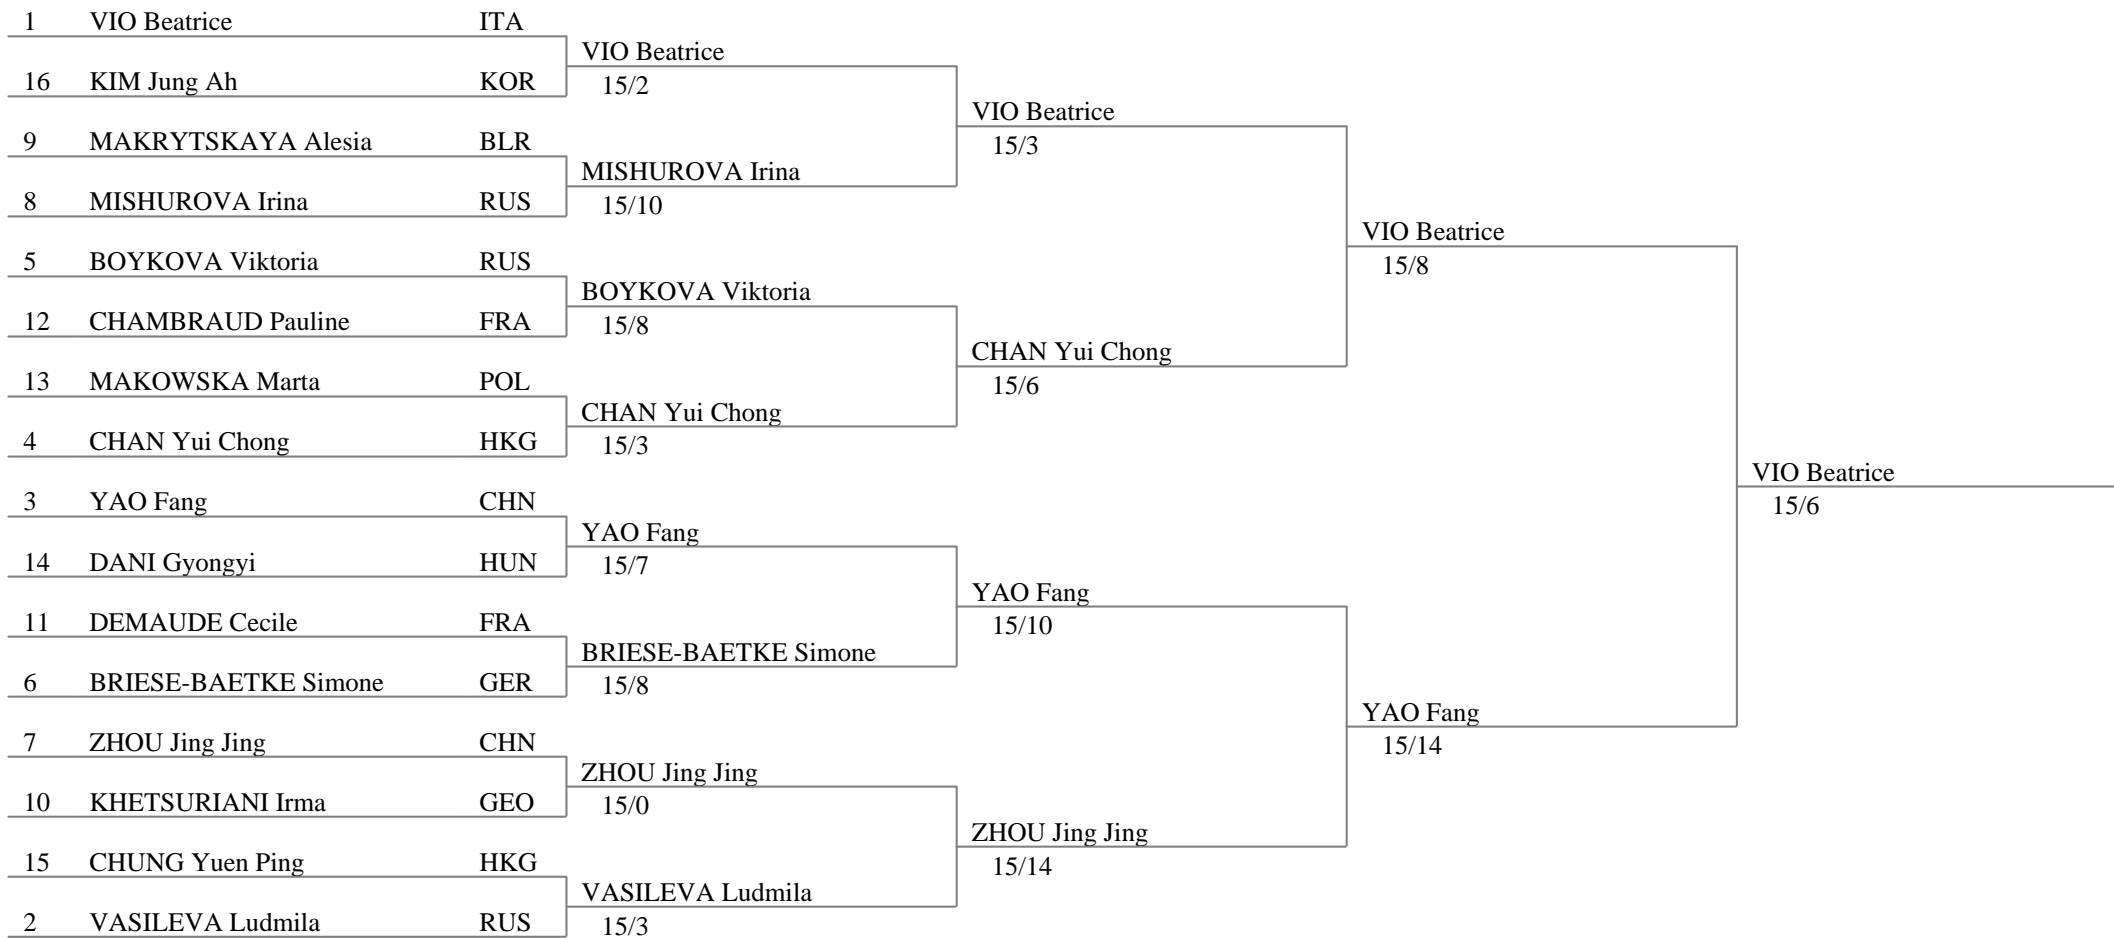 1 VIO Beatrice ITA
16 KIM Jung Ah KOR
9 MAKRYTSKAYA Alesia BLR
8 MISHUROVA Irina RUS
5 BOYKOVA Viktoria RUS
12 CHAMBRAUD Pauline FRA
13 MAKOWSKA Marta POL
4 CHAN Yui Chong HKG
3 YAO Fang CHN
14 DANI Gyongyi HUN
11 DEMAUDE Cecile FRA
6 BRIESE-BAETKE Simone GER
7 ZHOU Jing Jing CHN
10 KHETSURIANI Irma GEO
15 CHUNG Yuen Ping HKG
2 VASILEVA Ludmila RUS
VIO Beatrice
15/2
MISHUROVA Irina
15/10
BOYKOVA Viktoria
15/8
CHAN Yui Chong
15/3
YAO Fang
15/7
BRIESE-BAETKE Simone
15/8
ZHOU Jing Jing
15/0
VASILEVA Ludmila
15/3
VIO Beatrice
15/3
CHAN Yui Chong
15/6
YAO Fang
15/10
ZHOU Jing Jing
15/14
VIO Beatrice
15/8
YAO Fang
15/14
VIO Beatrice
15/6